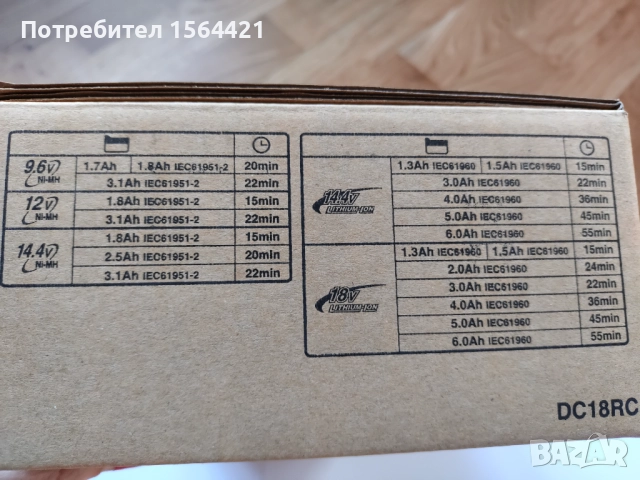 Потребител 1564421
9.6V Ni-MH 1.7Ah 1.8Ah IEC61951-2 20min
3.1Ah IEC61951-2 22min
12V Ni-MH 1.8Ah IEC61951-2 15min
3.1Ah IEC61951-2 22min
14.4V Ni-MH 1.8Ah IEC61951-2 15min
2.5Ah IEC61951-2 20min
3.1Ah IEC61951-2 22min
14.4V LITHIUM-ION 1.3Ah IEC61960 1.5Ah IEC61960 15min
3.0Ah IEC61960 22min
4.0Ah IEC61960 36min
5.0Ah IEC61960 45min
6.0Ah IEC61960 55min
18V LITHIUM-ION 1.3Ah IEC61960 1.5Ah IEC61960 15min
2.0Ah IEC61960 24min
3.0Ah IEC61960 22min
4.0Ah IEC61960 36min
5.0Ah IEC61960 45min
6.0Ah IEC61960 55min
DC18RC
BAZAR